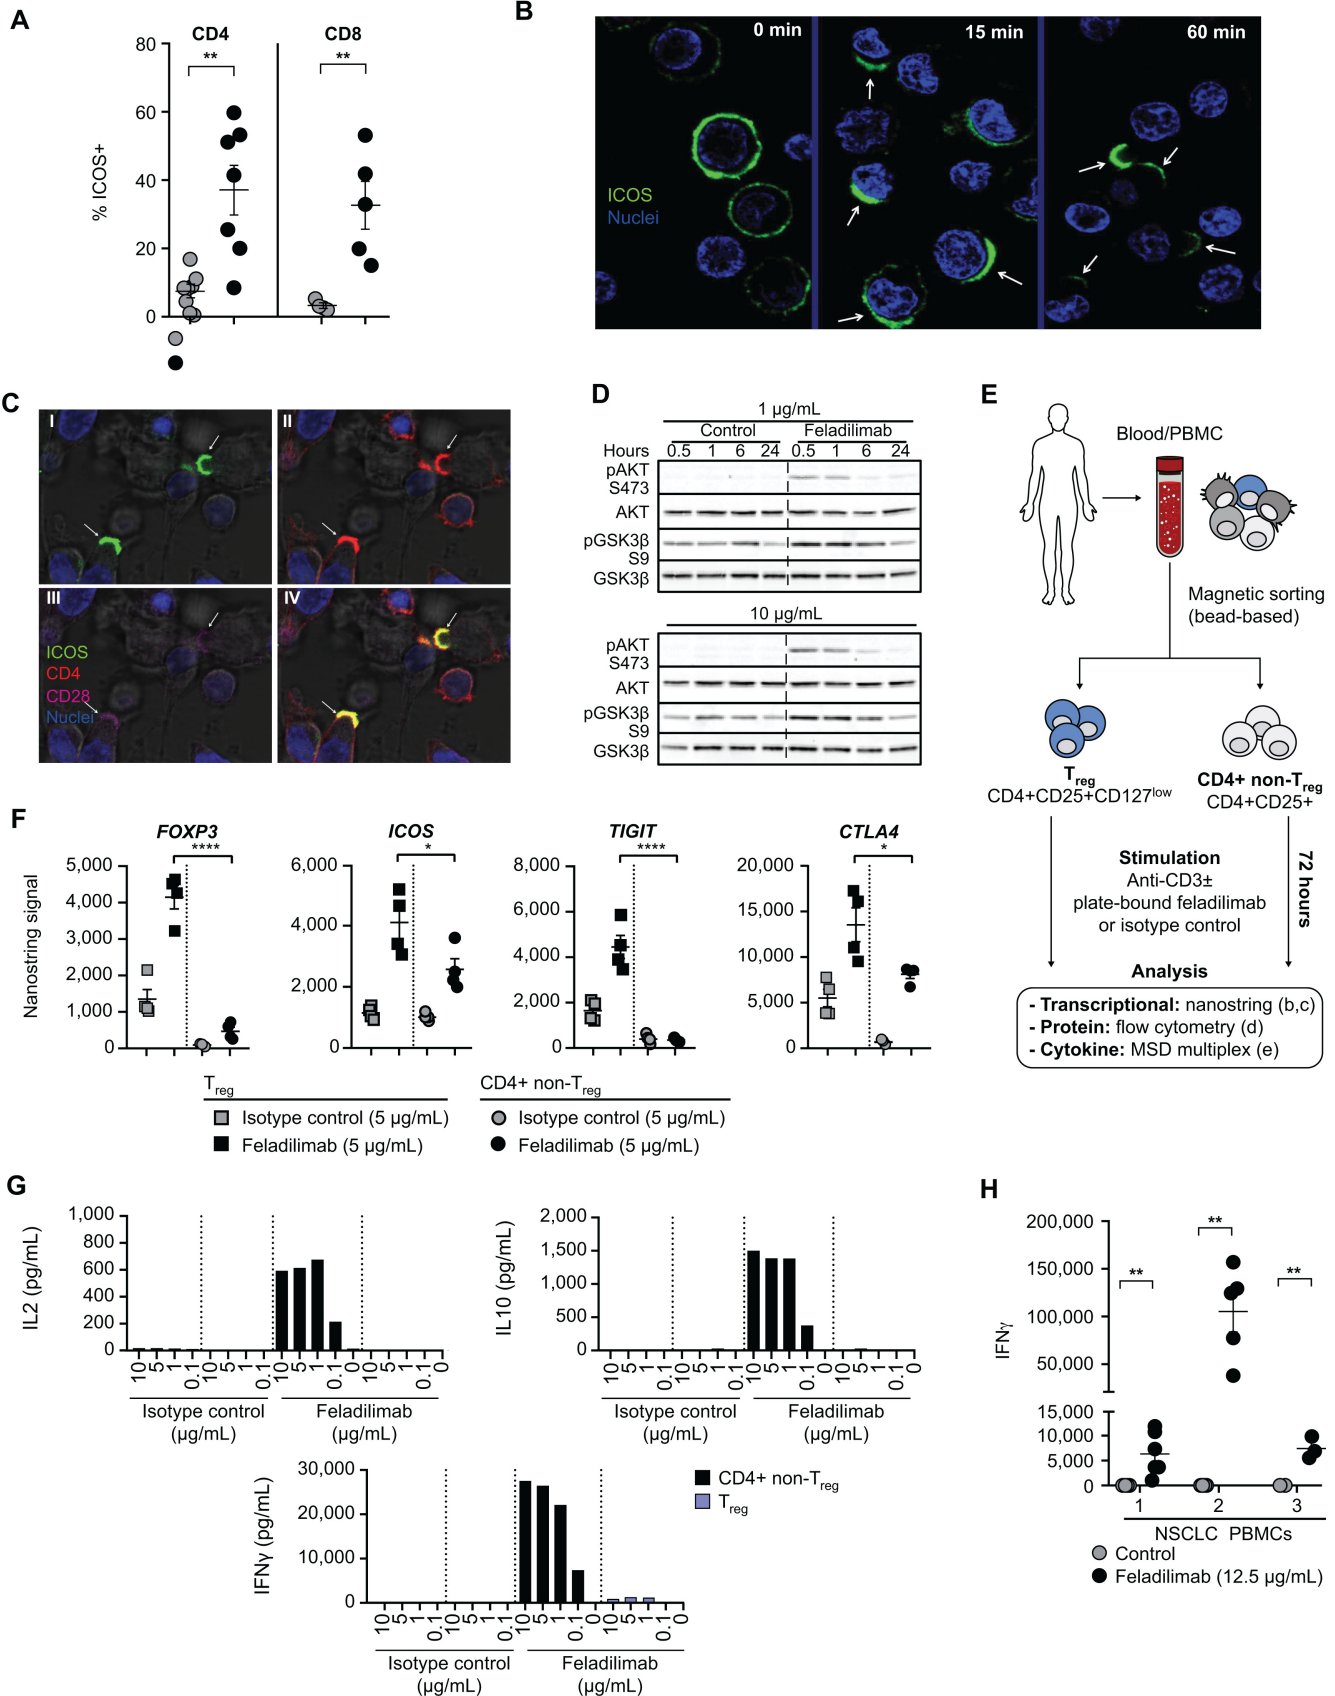 A
CD4
CD8
**
**
80
60
40
20
0
% ICOS+
B
0 min
15 min
60 min
ICOS
Nuclei
C
I
II
III
IV
ICOS
CD4
CD28
Nuclei
D
1 µg/mL
Control
Feladilimab
Hours
0.5 1 6 24 0.5 1 6 24
pAKT
S473
AKT
pGSK3β
S9
GSK3β
10 µg/mL
pAKT
S473
AKT
pGSK3β
S9
GSK3β
E
Blood/PBMC
Magnetic sorting
(bead-based)
Treg
CD4+CD25+CD127low
CD4+ non-Treg
CD4+CD25+
Stimulation
Anti-CD3±
plate-bound feladilimab
or isotype control
72 hours
Analysis
- Transcriptional: nanostring (b,c)
- Protein: flow cytometry (d)
- Cytokine: MSD multiplex (e)
F
Nanostring signal
FOXP3
****
5,000
4,000
3,000
2,000
1,000
0
ICOS
*
6,000
4,000
2,000
0
TIGIT
****
8,000
6,000
4,000
2,000
0
CTLA4
*
20,000
15,000
10,000
5,000
0
Treg
Isotype control (5 µg/mL)
Feladilimab (5 µg/mL)
CD4+ non-Treg
Isotype control (5 µg/mL)
Feladilimab (5 µg/mL)
G
IL2 (pg/mL)
1,000
800
600
400
200
0
10 5 1 0.1 10 5 1 0.1 10 5 1 0.1 0 10 5 1 0.1 0
Isotype control
(µg/mL)
Feladilimab
(µg/mL)
IL10 (pg/mL)
2,000
1,500
1,000
500
0
10 5 1 0.1 10 5 1 0.1 10 5 1 0.1 0 10 5 1 0.1 0
Isotype control
(µg/mL)
Feladilimab
(µg/mL)
IFNγ (pg/mL)
30,000
20,000
10,000
0
10 5 1 0.1 10 5 1 0.1 10 5 1 0.1 0 10 5 1 0.1 0
Isotype control
(µg/mL)
Feladilimab
(µg/mL)
CD4+ non-Treg
Treg
H
IFNγ
200,000
150,000
100,000
50,000
15,000
10,000
5,000
0
**
**
**
1 2 3
NSCLC PBMCs
Control
Feladilimab (12.5 µg/mL)